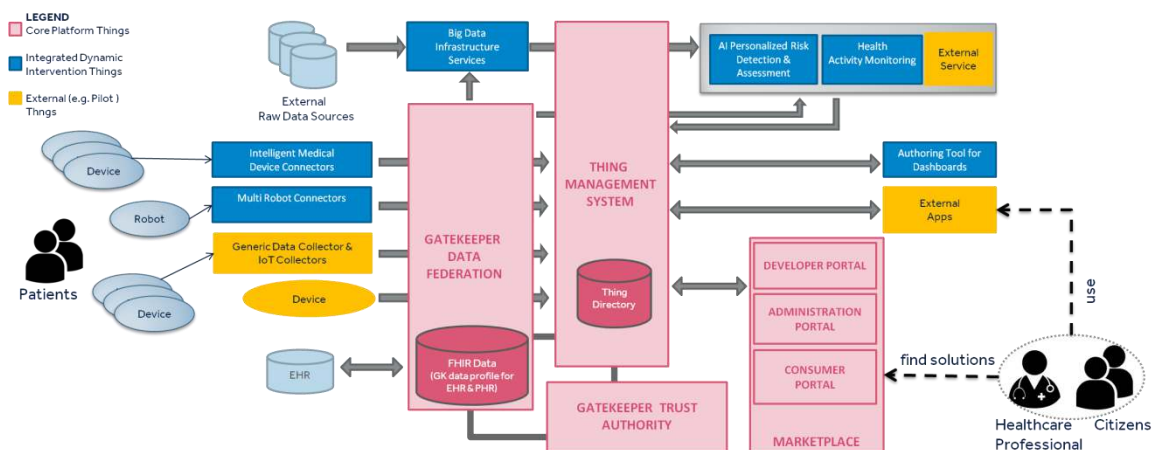 LEGEND
Core Platform Things
Integrated Dynamic
Intervention Things
External (e.g. Pilot )
Thngs
External
Raw Data Sources
Big Data
Infrastructure
Services
AI Personalized Risk
Detection &
Assessment
Health
Activity Monitoring
External
Service
Device
Intelligent Medical
Device Connectors
Robot
Multi Robot Connectors
Patients
Device
Generic Data Collector &
IoT Collectors
Device
EHR
GATEKEEPER
DATA
FEDERATION
FHIR Data
(GK data profile for
EHR & PHR)
THING
MANAGEMENT
SYSTEM
Thing
Directory
GATEKEEPER TRUST
AUTHORITY
Authoring Tool for
Dashboards
External
Apps
DEVELOPER PORTAL
ADMINISTRATION
PORTAL
CONSUMER
PORTAL
MARKETPLACE
use
find solutions
Healthcare
Professional
Citizens